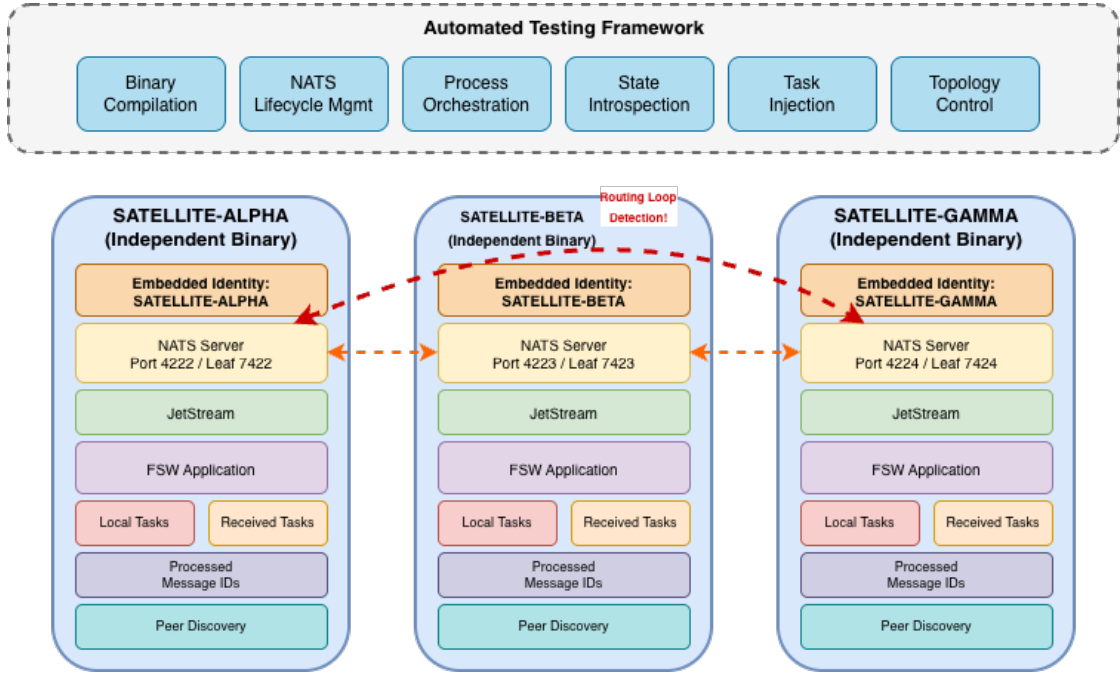 Automated Testing Framework
Binary
Compilation
NATS
Lifecycle Mgmt
Process
Orchestration
State
Introspection
Task
Injection
Topology
Control
SATELLITE-ALPHA
(Independent Binary)
Embedded Identity:
SATELLITE-ALPHA
NATS Server
Port 4222 / Leaf 7422
JetStream
FSW Application
Local Tasks
Received Tasks
Processed
Message IDs
Peer Discovery
Routing Loop
Detection!
SATELLITE-BETA
(Independent Binary)
Embedded Identity:
SATELLITE-BETA
NATS Server
Port 4223 / Leaf 7423
JetStream
FSW Application
Local Tasks
Received Tasks
Processed
Message IDs
Peer Discovery
SATELLITE-GAMMA
(Independent Binary)
Embedded Identity:
SATELLITE-GAMMA
NATS Server
Port 4224 / Leaf 7424
JetStream
FSW Application
Local Tasks
Received Tasks
Processed
Message IDs
Peer Discovery